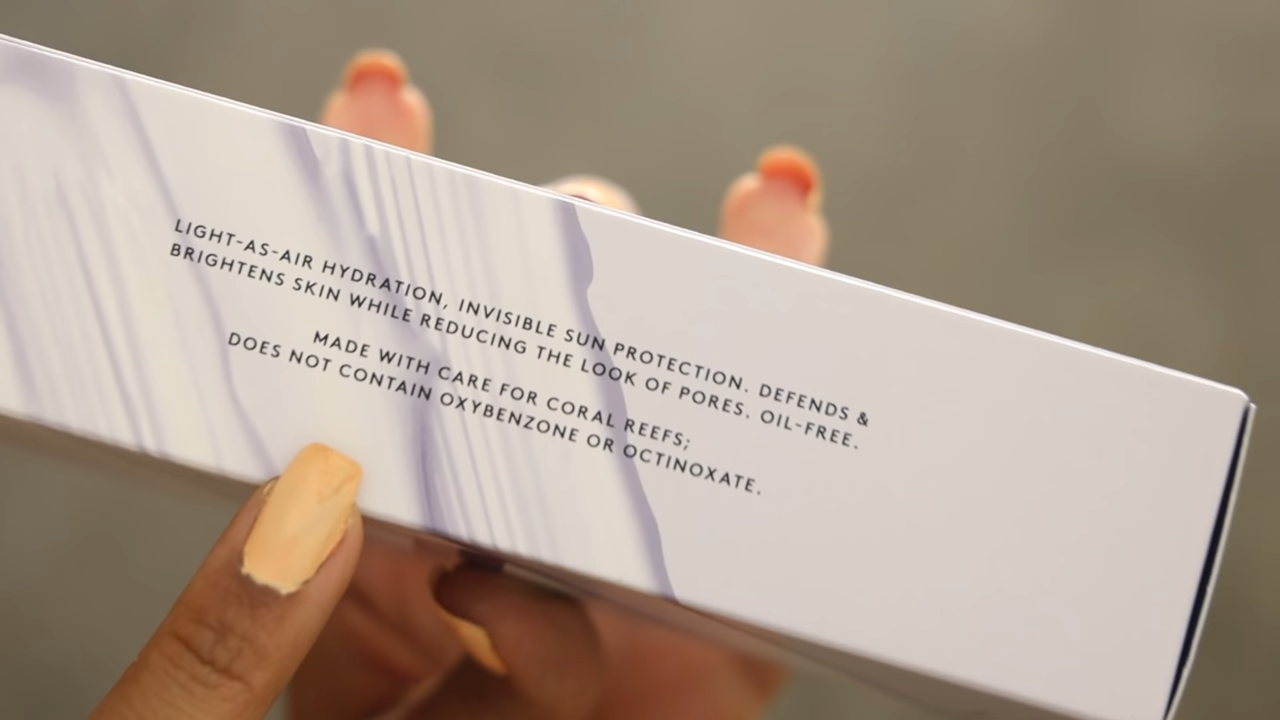 LIGHT-AS-AIR HYDRATION, INVISIBLE SUN PROTECTION. DEFENDS &
BRIGHTENS SKIN WHILE REDUCING THE LOOK OF PORES. OIL-FREE.
MADE WITH CARE FOR CORAL REEFS;
DOES NOT CONTAIN OXYBENZONE OR OCTINOXATE.